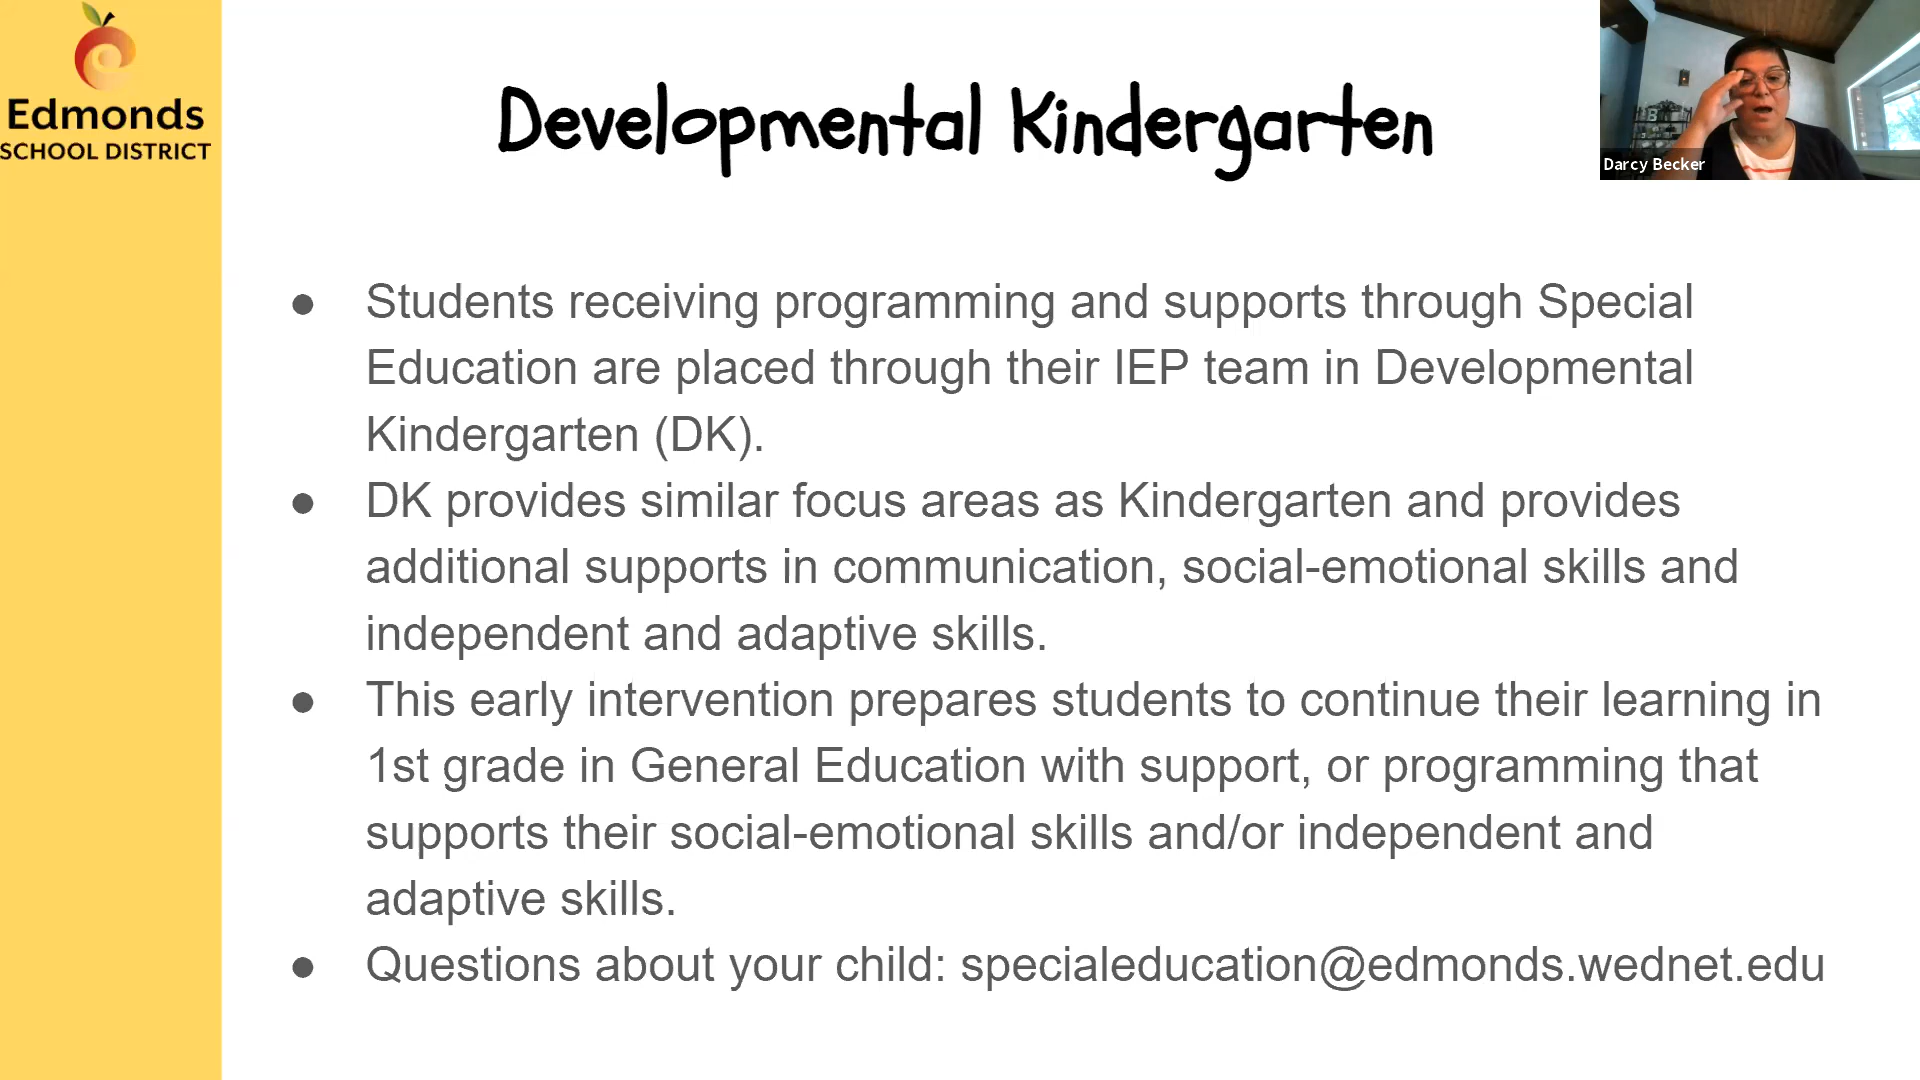 Edmonds
SCHOOL DISTRICT
Developmental Kindergarten
Darcy Becker
● Students receiving programming and supports through Special
Education are placed through their IEP team in Developmental
Kindergarten (DK).
● DK provides similar focus areas as Kindergarten and provides
additional supports in communication, social-emotional skills and
independent and adaptive skills.
● This early intervention prepares students to continue their learning in
1st grade in General Education with support, or programming that
supports their social-emotional skills and/or independent and
adaptive skills.
● Questions about your child: specialeducation@edmonds.wednet.edu